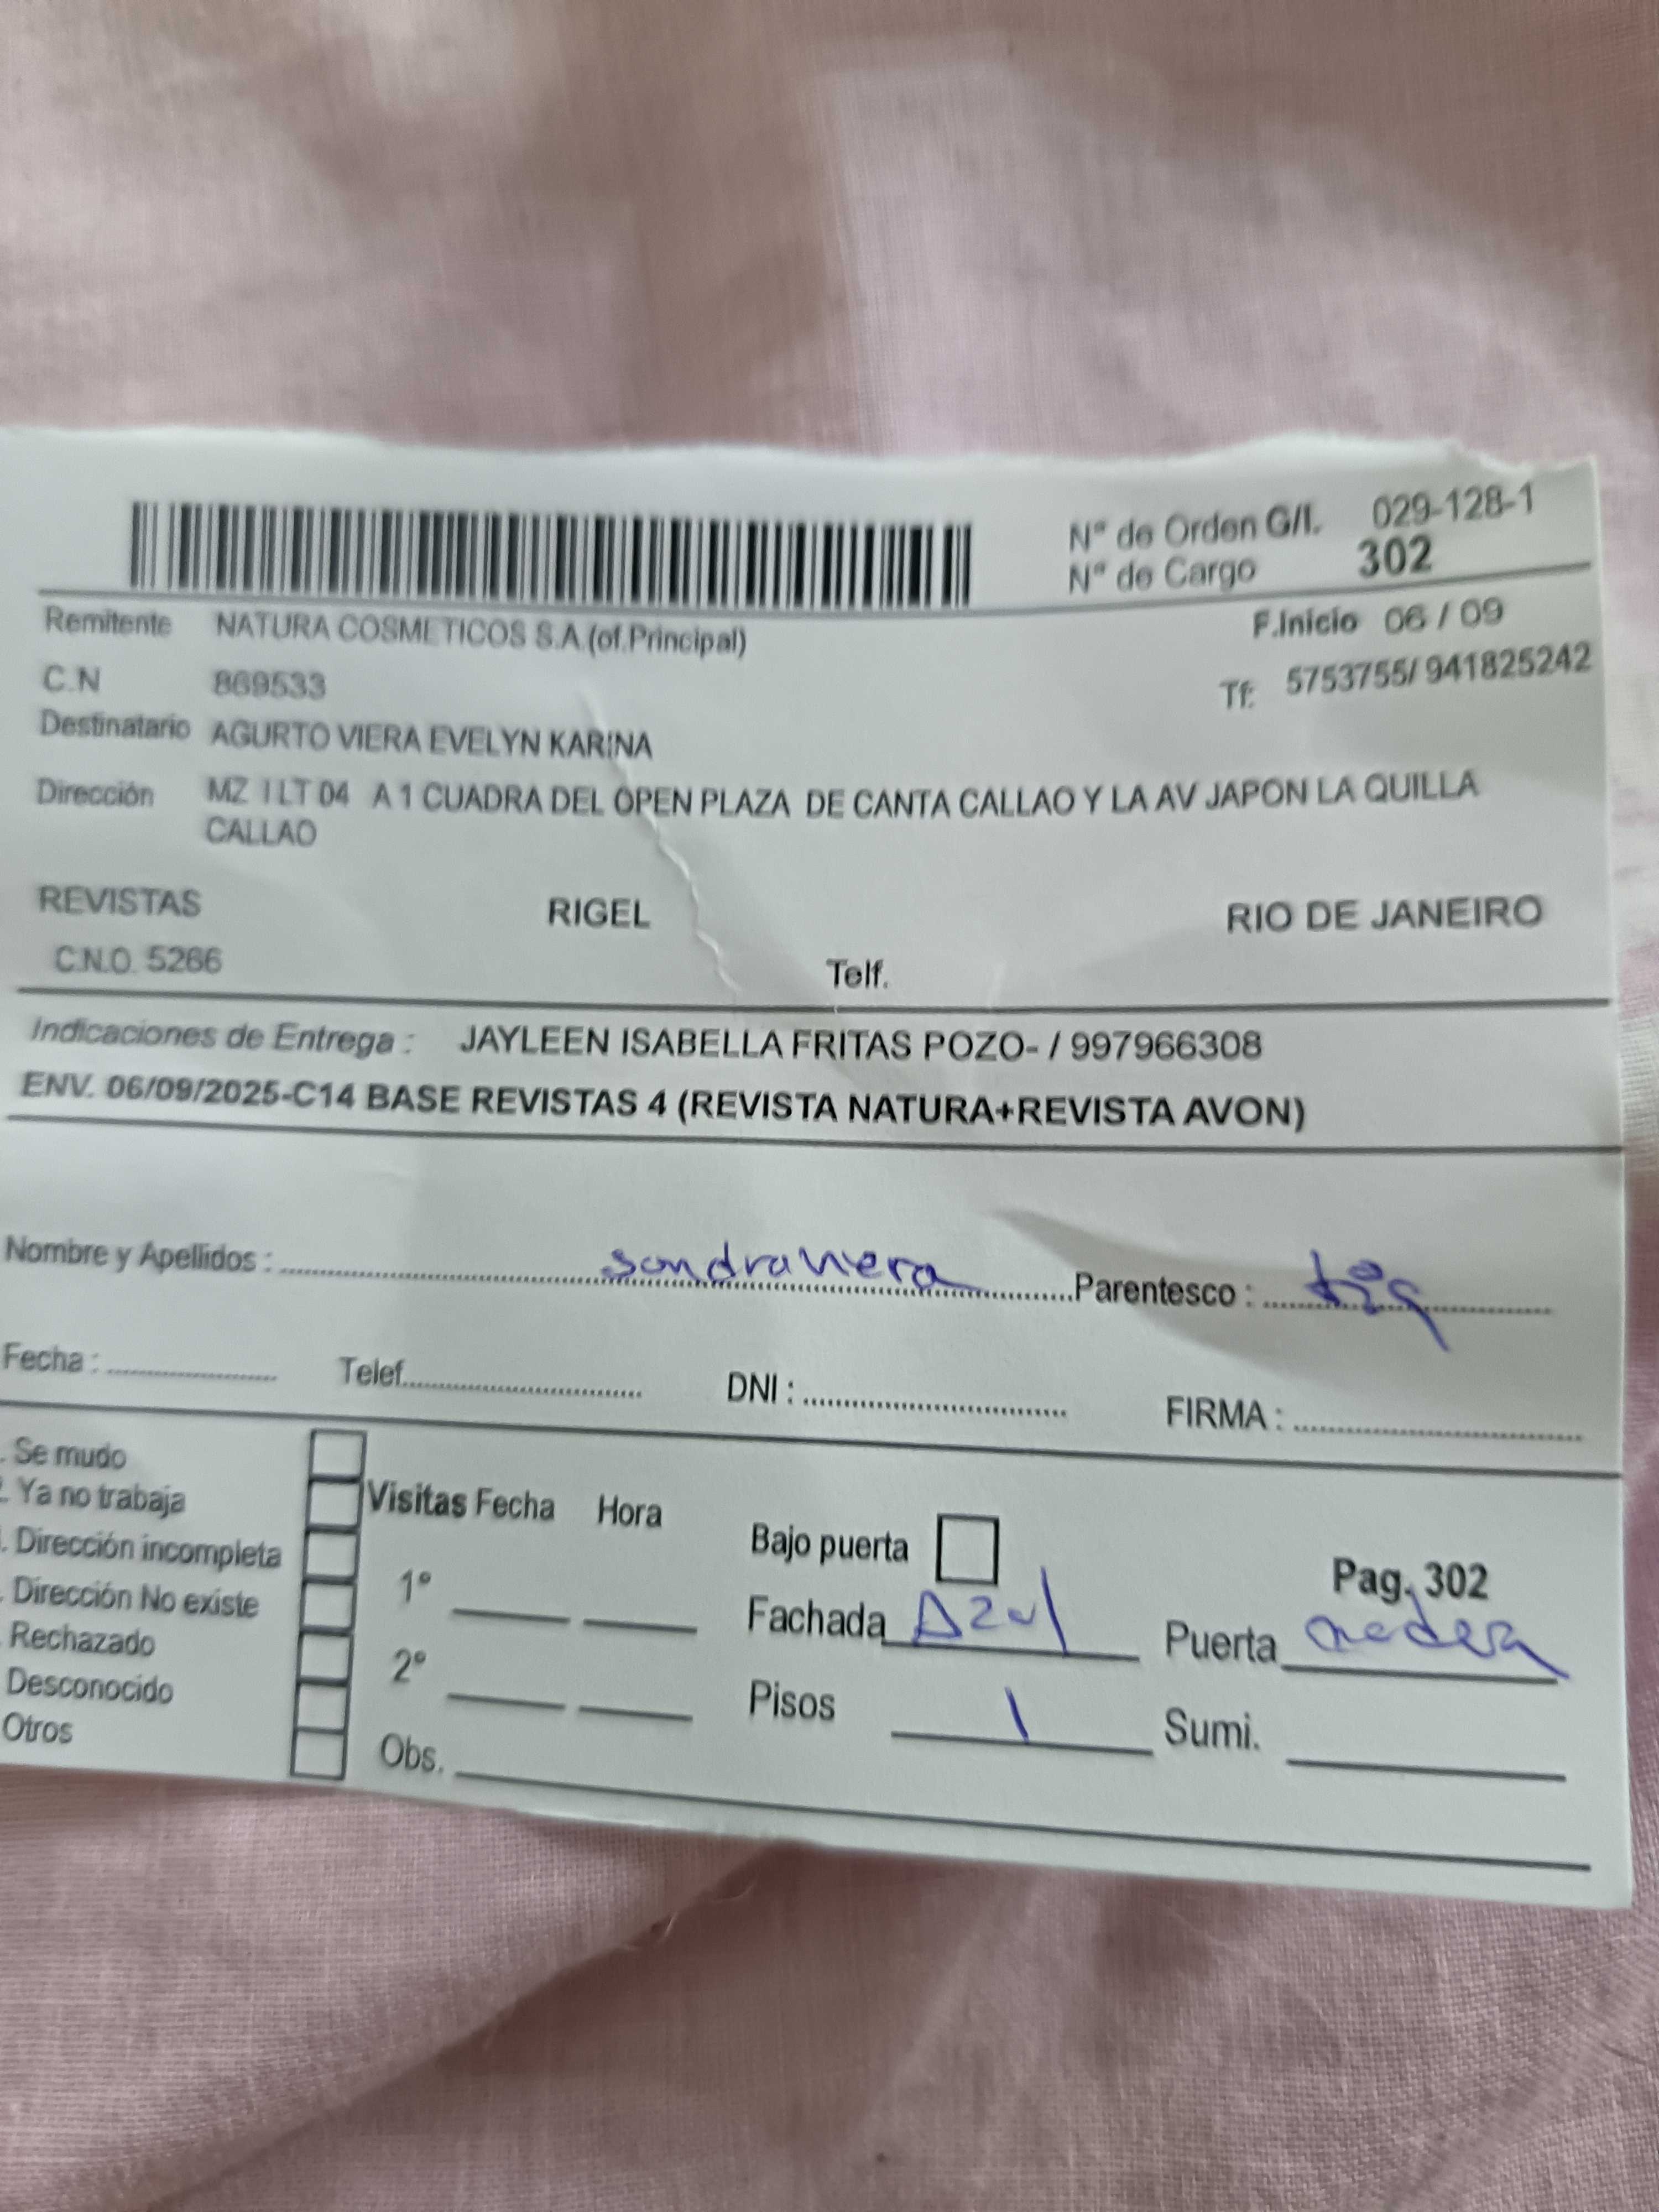 N° de Orden G/I. 029-128-1
N° de Cargo 302
Remitente NATURA COSMETICOS S.A.(of.Principal) F.Inicio 06 / 09
C.N 869533 Tf: 5753755/ 941825242
Destinatario AGURTO VIERA EVELYN KARINA
Dirección MZ I LT 04 A 1 CUADRA DEL OPEN PLAZA DE CANTA CALLAO Y LA AV JAPON LA QUILLA
CALLAO
REVISTAS RIGEL RIO DE JANEIRO
C.N.O. 5266 Telf.
Indicaciones de Entrega : JAYLEEN ISABELLA FRITAS POZO- / 997966308
ENV. 06/09/2025-C14 BASE REVISTAS 4 (REVISTA NATURA+REVISTA AVON)
Nombre y Apellidos : sandra Parentesco : tia
Fecha : Telef. DNI : FIRMA :
. Se mudo
. Ya no trabaja
. Dirección incompleta
. Dirección No existe
Rechazado
Desconocido
Otros
Visitas Fecha Hora
1°
2°
Obs.
Bajo puerta
Pag. 302
Fachada Azul Puerta madera
Pisos 1 Sumi.